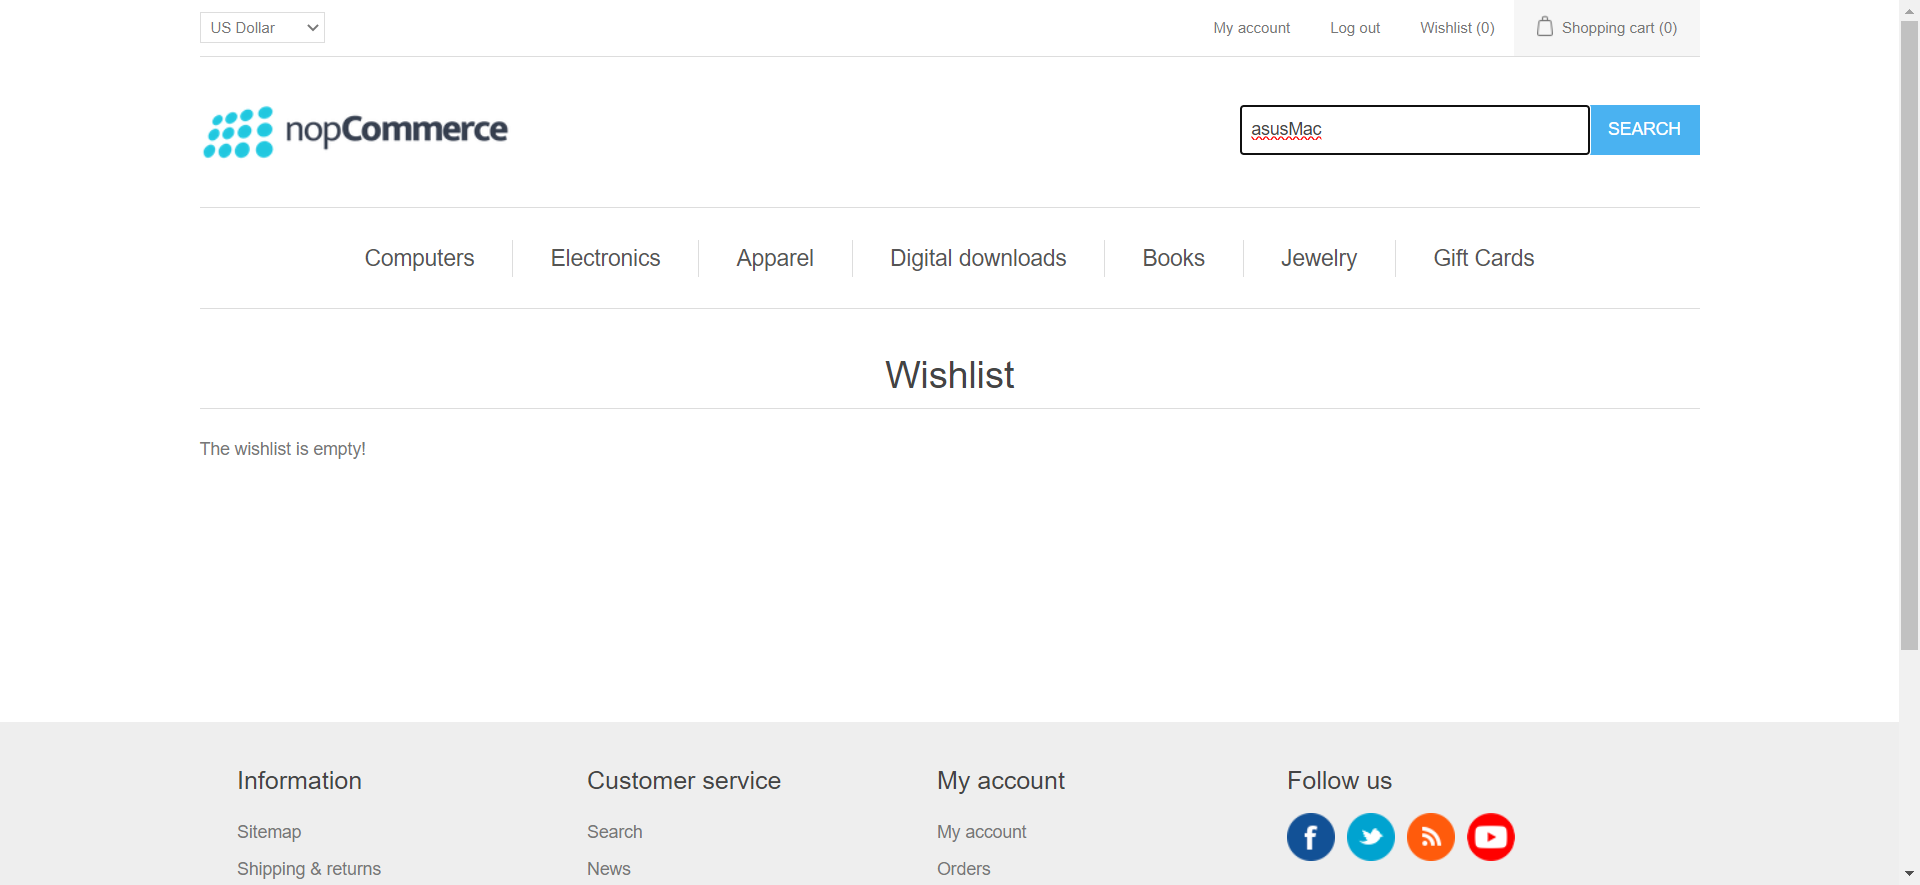 US Dollar
My account
Log out
Wishlist (0)
Shopping cart (0)
nopCommerce
asusMac
SEARCH
Computers
Electronics
Apparel
Digital downloads
Books
Jewelry
Gift Cards
Wishlist
The wishlist is empty!
Information
Customer service
My account
Follow us
Sitemap
Search
My account
Shipping & returns
News
Orders